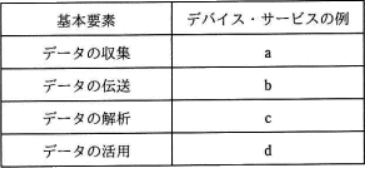 基本要素 デバイス・サービスの例
データの収集 a
データの伝送 b
データの解析 c
データの活用 d